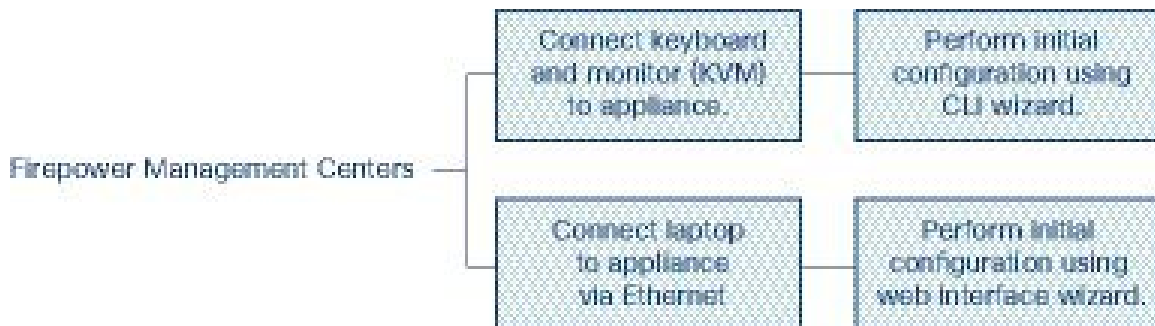 Firepower Management Centers
Connect keyboard
and monitor (KVM)
to appliance.
Perform initial
configuration using
CLI wizard.
Connect laptop
to appliance
via Ethernet
Perform initial
configuration using
web interface wizard.